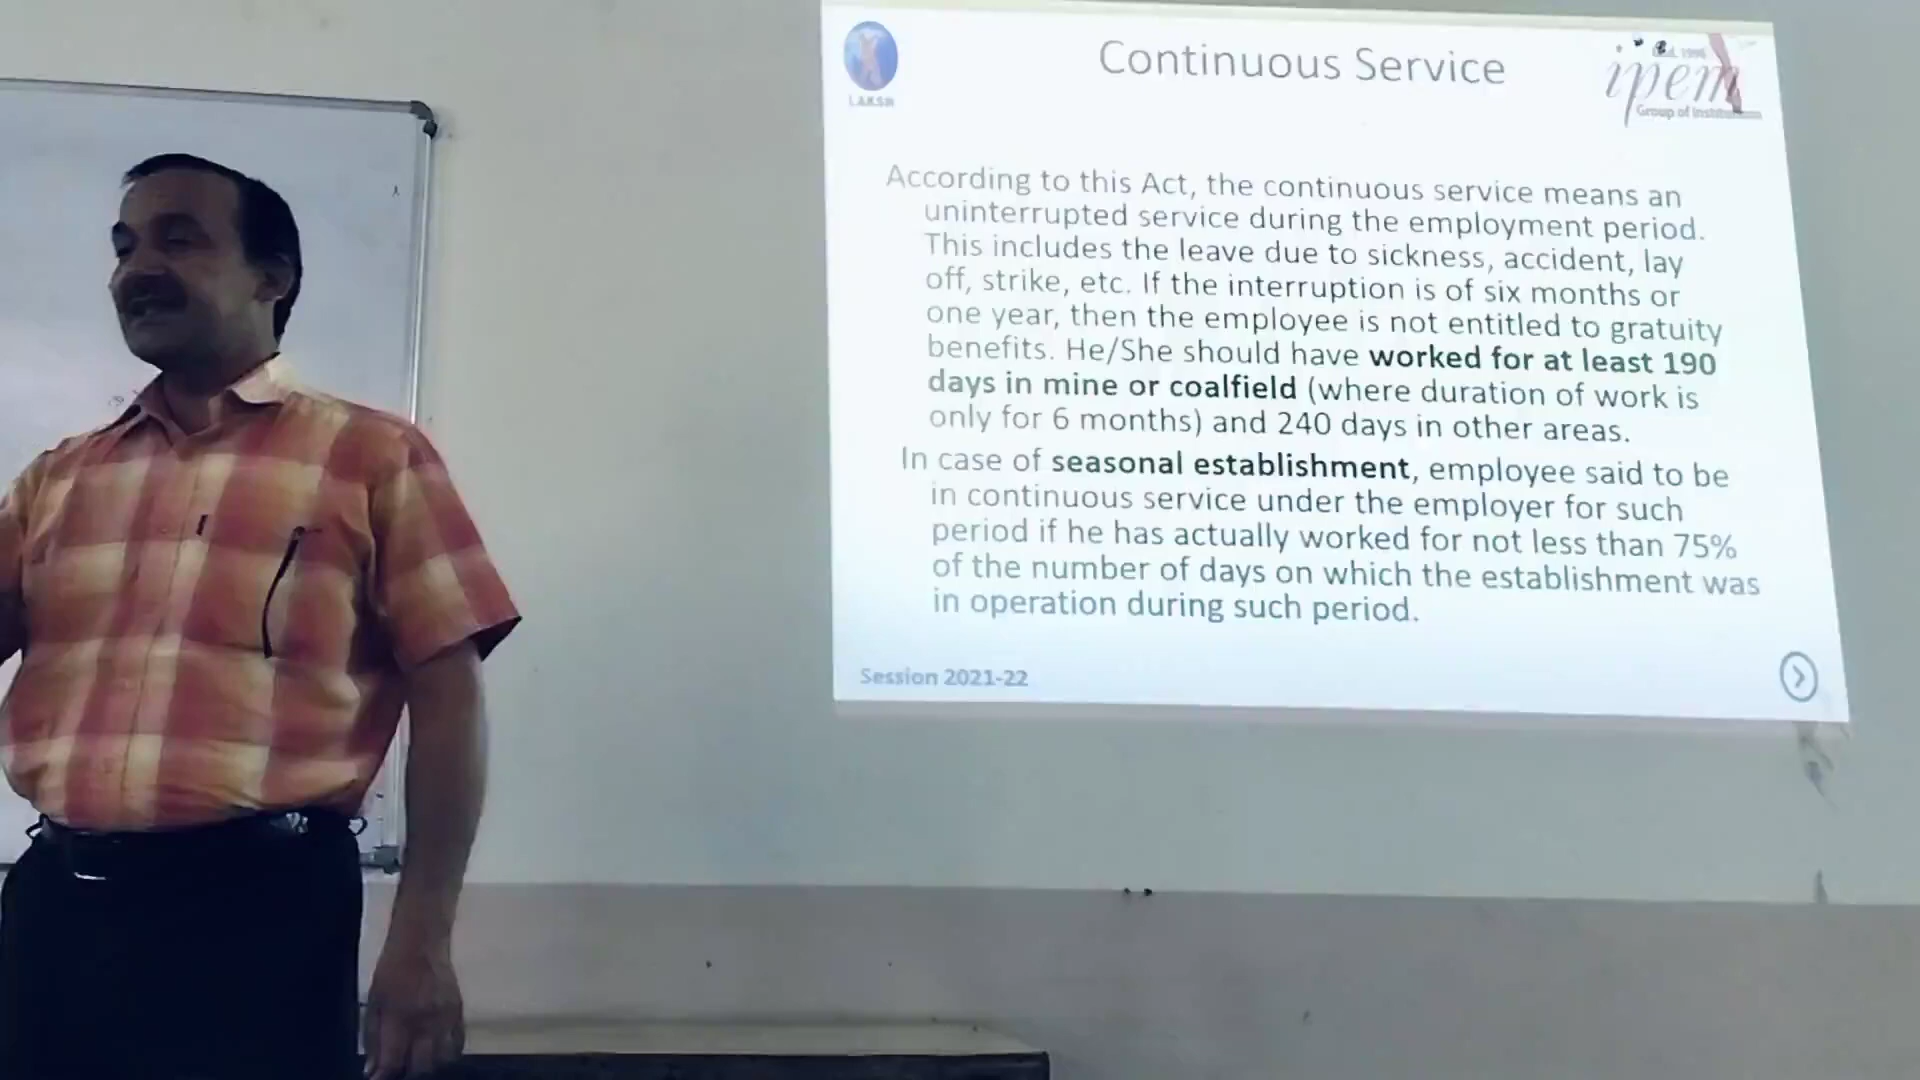 LAKSH
Continuous Service
Estd. 1996
ipem
Group of Institutions
According to this Act, the continuous service means an
uninterrupted service during the employment period.
This includes the leave due to sickness, accident, lay
off, strike, etc. If the interruption is of six months or
one year, then the employee is not entitled to gratuity
benefits. He/She should have worked for at least 190
days in mine or coalfield (where duration of work is
only for 6 months) and 240 days in other areas.
In case of seasonal establishment, employee said to be
in continuous service under the employer for such
period if he has actually worked for not less than 75%
of the number of days on which the establishment was
in operation during such period.
Session 2021-22